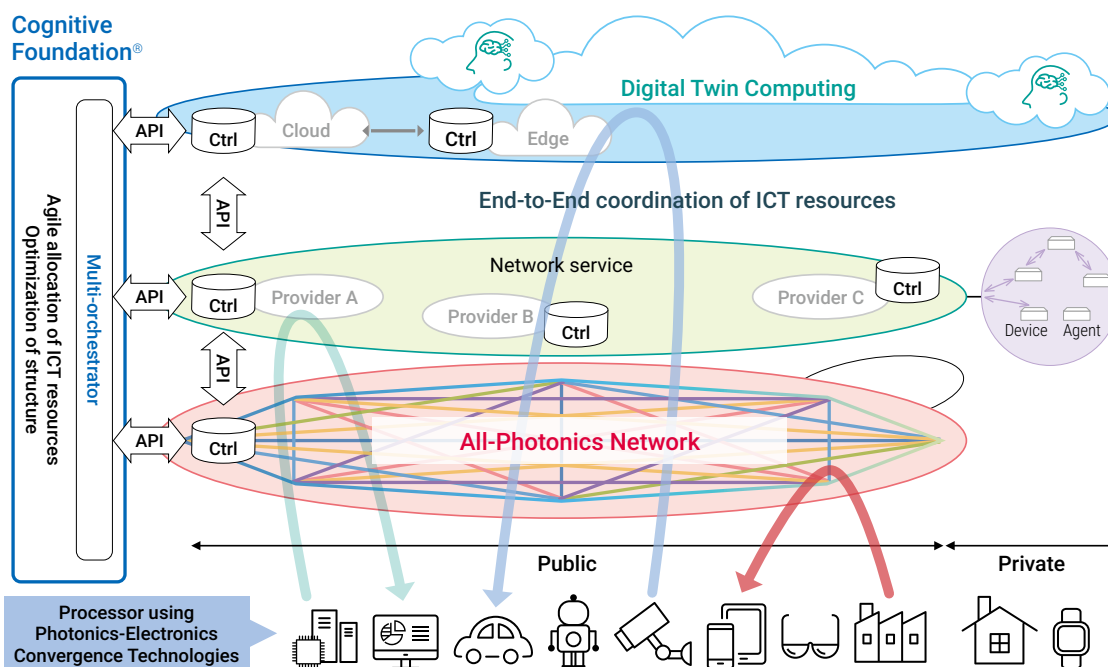 Cognitive
Foundation®
Digital Twin Computing
API
Ctrl
Cloud
Ctrl
Edge
API
End-to-End coordination of ICT resources
Agile allocation of ICT resources
Optimization of structure
Multi-orchestrator
Network service
API
Ctrl
Provider A
Provider B
Ctrl
Provider C
Ctrl
Device
Agent
API
API
Ctrl
All-Photonics Network
Public
Private
Processor using
Photonics-Electronics
Convergence Technologies